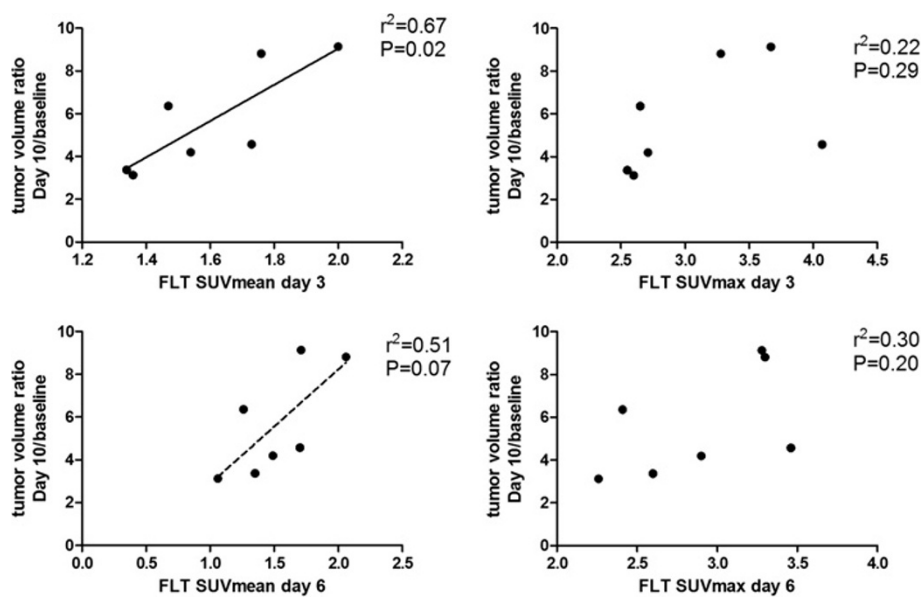 r²=0.67
P=0.02
tumor volume ratio
Day 10/baseline
10
8
6
4
2
0
1.2 1.4 1.6 1.8 2.0 2.2
FLT SUVmean day 3
r²=0.22
P=0.29
tumor volume ratio
Day 10/baseline
10
8
6
4
2
0
2.0 2.5 3.0 3.5 4.0 4.5
FLT SUVmax day 3
r²=0.51
P=0.07
tumor volume ratio
Day 10/baseline
10
8
6
4
2
0
0.0 0.5 1.0 1.5 2.0 2.5
FLT SUVmean day 6
r²=0.30
P=0.20
tumor volume ratio
Day 10/baseline
10
8
6
4
2
0
2.0 2.5 3.0 3.5 4.0
FLT SUVmax day 6